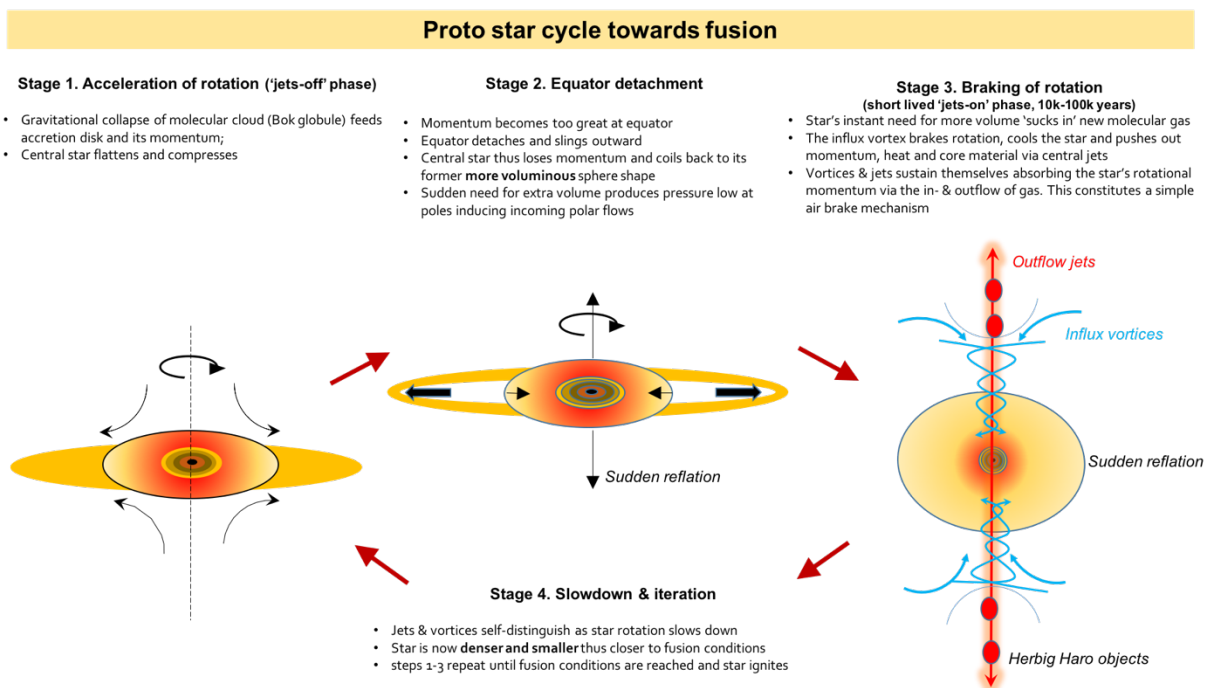 Proto star cycle towards fusion
Stage 1. Acceleration of rotation (‘jets-off’ phase)
• Gravitational collapse of molecular cloud (Bok globule) feeds
accretion disk and its momentum;
• Central star flattens and compresses
Stage 2. Equator detachment
• Momentum becomes too great at equator
• Equator detaches and slings outward
• Central star thus loses momentum and coils back to its
former more voluminous sphere shape
• Sudden need for extra volume produces pressure low at
poles inducing incoming polar flows
Stage 3. Braking of rotation
(short lived ‘jets-on’ phase, 10k-100k years)
• Star’s instant need for more volume ‘sucks in’ new molecular gas
• The influx vortex brakes rotation, cools the star and pushes out
momentum, heat and core material via central jets
• Vortices & jets sustain themselves absorbing the star’s rotational
momentum via the in- & outflow of gas. This constitutes a simple
air brake mechanism
Outflow jets
Influx vortices
Sudden reflation
Sudden reflation
Stage 4. Slowdown & iteration
• Jets & vortices self-distinguish as star rotation slows down
• Star is now denser and smaller thus closer to fusion conditions
• steps 1-3 repeat until fusion conditions are reached and star ignites
Herbig Haro objects